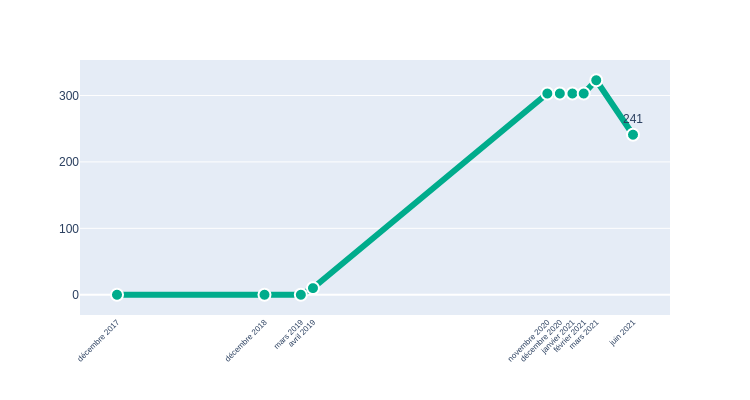 300
200
100
0
241
décembre 2017
décembre 2018
mars 2019
avril 2019
novembre 2020
décembre 2020
janvier 2021
février 2021
mars 2021
juin 2021